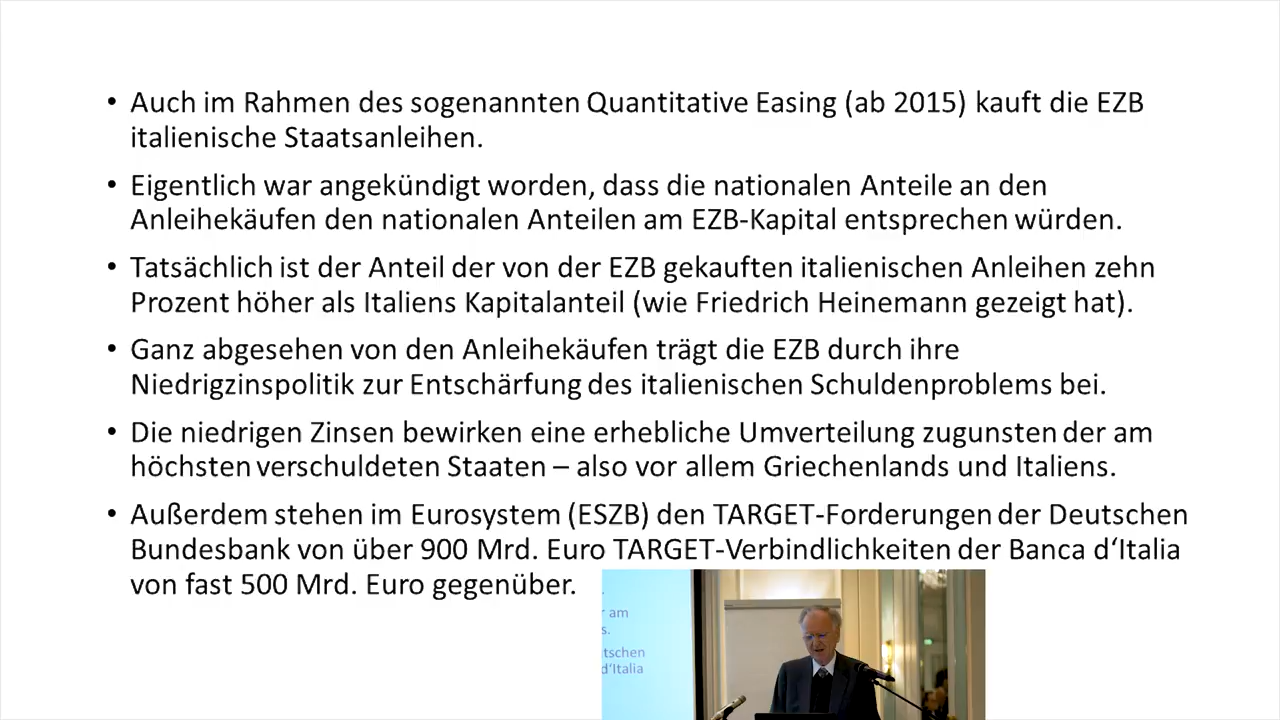 • Auch im Rahmen des sogenannten Quantitative Easing (ab 2015) kauft die EZB
italienische Staatsanleihen.
• Eigentlich war angekündigt worden, dass die nationalen Anteile an den
Anleihekäufen den nationalen Anteilen am EZB-Kapital entsprechen würden.
• Tatsächlich ist der Anteil der von der EZB gekauften italienischen Anleihen zehn
Prozent höher als Italiens Kapitalanteil (wie Friedrich Heinemann gezeigt hat).
• Ganz abgesehen von den Anleihekäufen trägt die EZB durch ihre
Niedrigzinspolitik zur Entschärfung des italienischen Schuldenproblems bei.
• Die niedrigen Zinsen bewirken eine erhebliche Umverteilung zugunsten der am
höchsten verschuldeten Staaten – also vor allem Griechenlands und Italiens.
• Außerdem stehen im Eurosystem (ESZB) den TARGET-Forderungen der Deutschen
Bundesbank von über 900 Mrd. Euro TARGET-Verbindlichkeiten der Banca d‘Italia
von fast 500 Mrd. Euro gegenüber.
r am
s.
tschen
d‘Italia